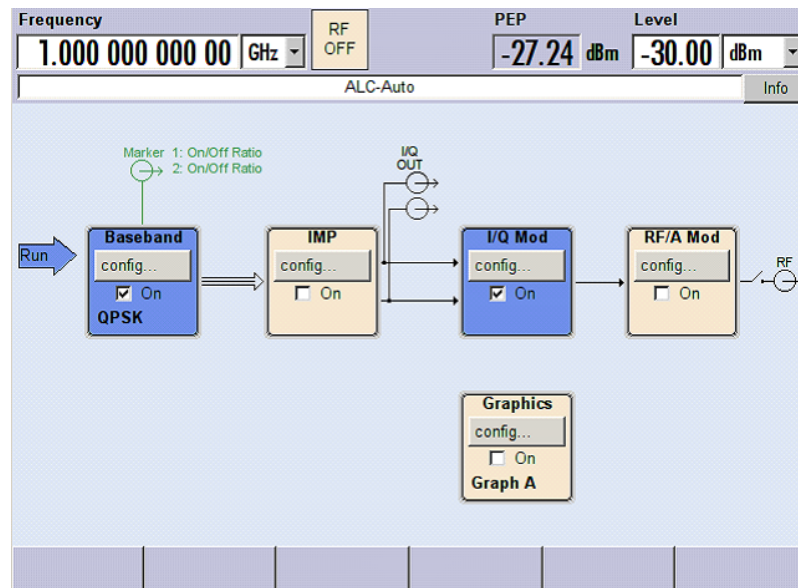 Frequency
RF
OFF
PEP
Level
1.000 000 000 00 GHz
-27.24 dBm
-30.00 dBm
ALC-Auto
Info
Marker 1: On/Off Ratio
2: On/Off Ratio
I/Q
OUT
Run
Baseband
config...
On
QPSK
IMP
config...
On
I/Q Mod
config...
On
RF/A Mod
config...
On
RF
Graphics
config...
On
Graph A